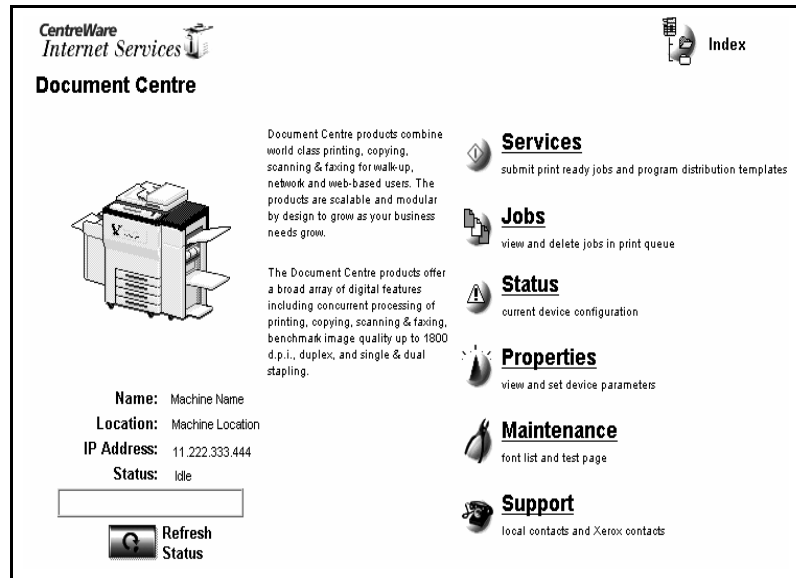 CentreWare
Internet Services
Index
Document Centre
Document Centre products combine
world class printing, copying,
scanning & faxing for walk-up,
network and web-based users. The
products are scalable and modular
by design to grow as your business
needs grow.
The Document Centre products offer
a broad array of digital features
including concurrent processing of
printing, copying, scanning & faxing,
benchmark image quality up to 1800
d.p.i., duplex, and single & dual
stapling.
Services
submit print ready jobs and program distribution templates
Jobs
view and delete jobs in print queue
Status
current device configuration
Properties
view and set device parameters
Maintenance
font list and test page
Support
local contacts and Xerox contacts
Name: Machine Name
Location: Machine Location
IP Address: 11.222.333.444
Status: Idle
Refresh
Status